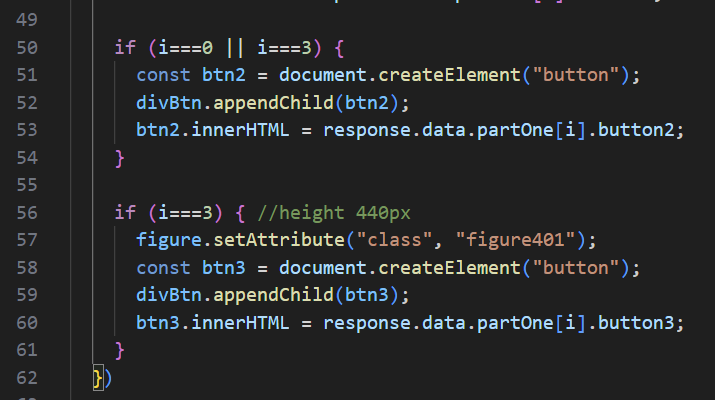 49
50 if (i===0 || i===3) {
51 const btn2 = document.createElement("button");
52 divBtn.appendChild(btn2);
53 btn2.innerHTML = response.data.partOne[i].button2;
54 }
55
56 if (i===3) { //height 440px
57 figure.setAttribute("class", "figure401");
58 const btn3 = document.createElement("button");
59 divBtn.appendChild(btn3);
60 btn3.innerHTML = response.data.partOne[i].button3;
61 }
62 })